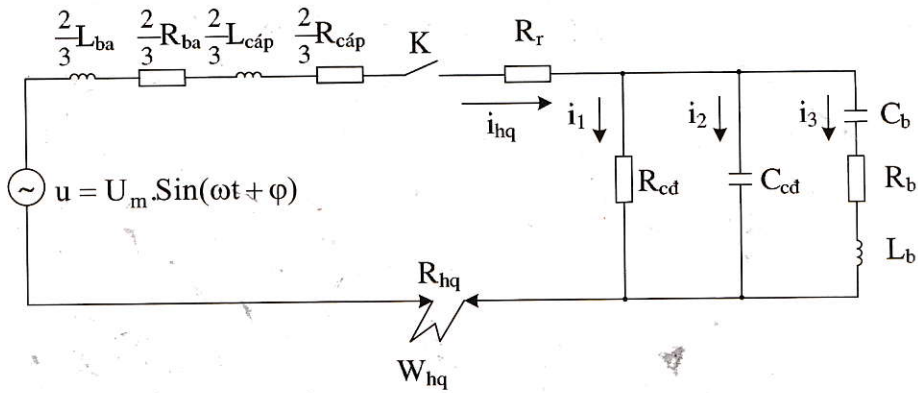 2/3 L_ba 2/3 R_ba 2/3 L_cáp 2/3 R_cáp K R_r
i_hq i_1 i_2 i_3 C_b
R_cđ C_cđ R_b
u = U_m.Sin(ωt + φ)
L_b
R_hq
W_hq